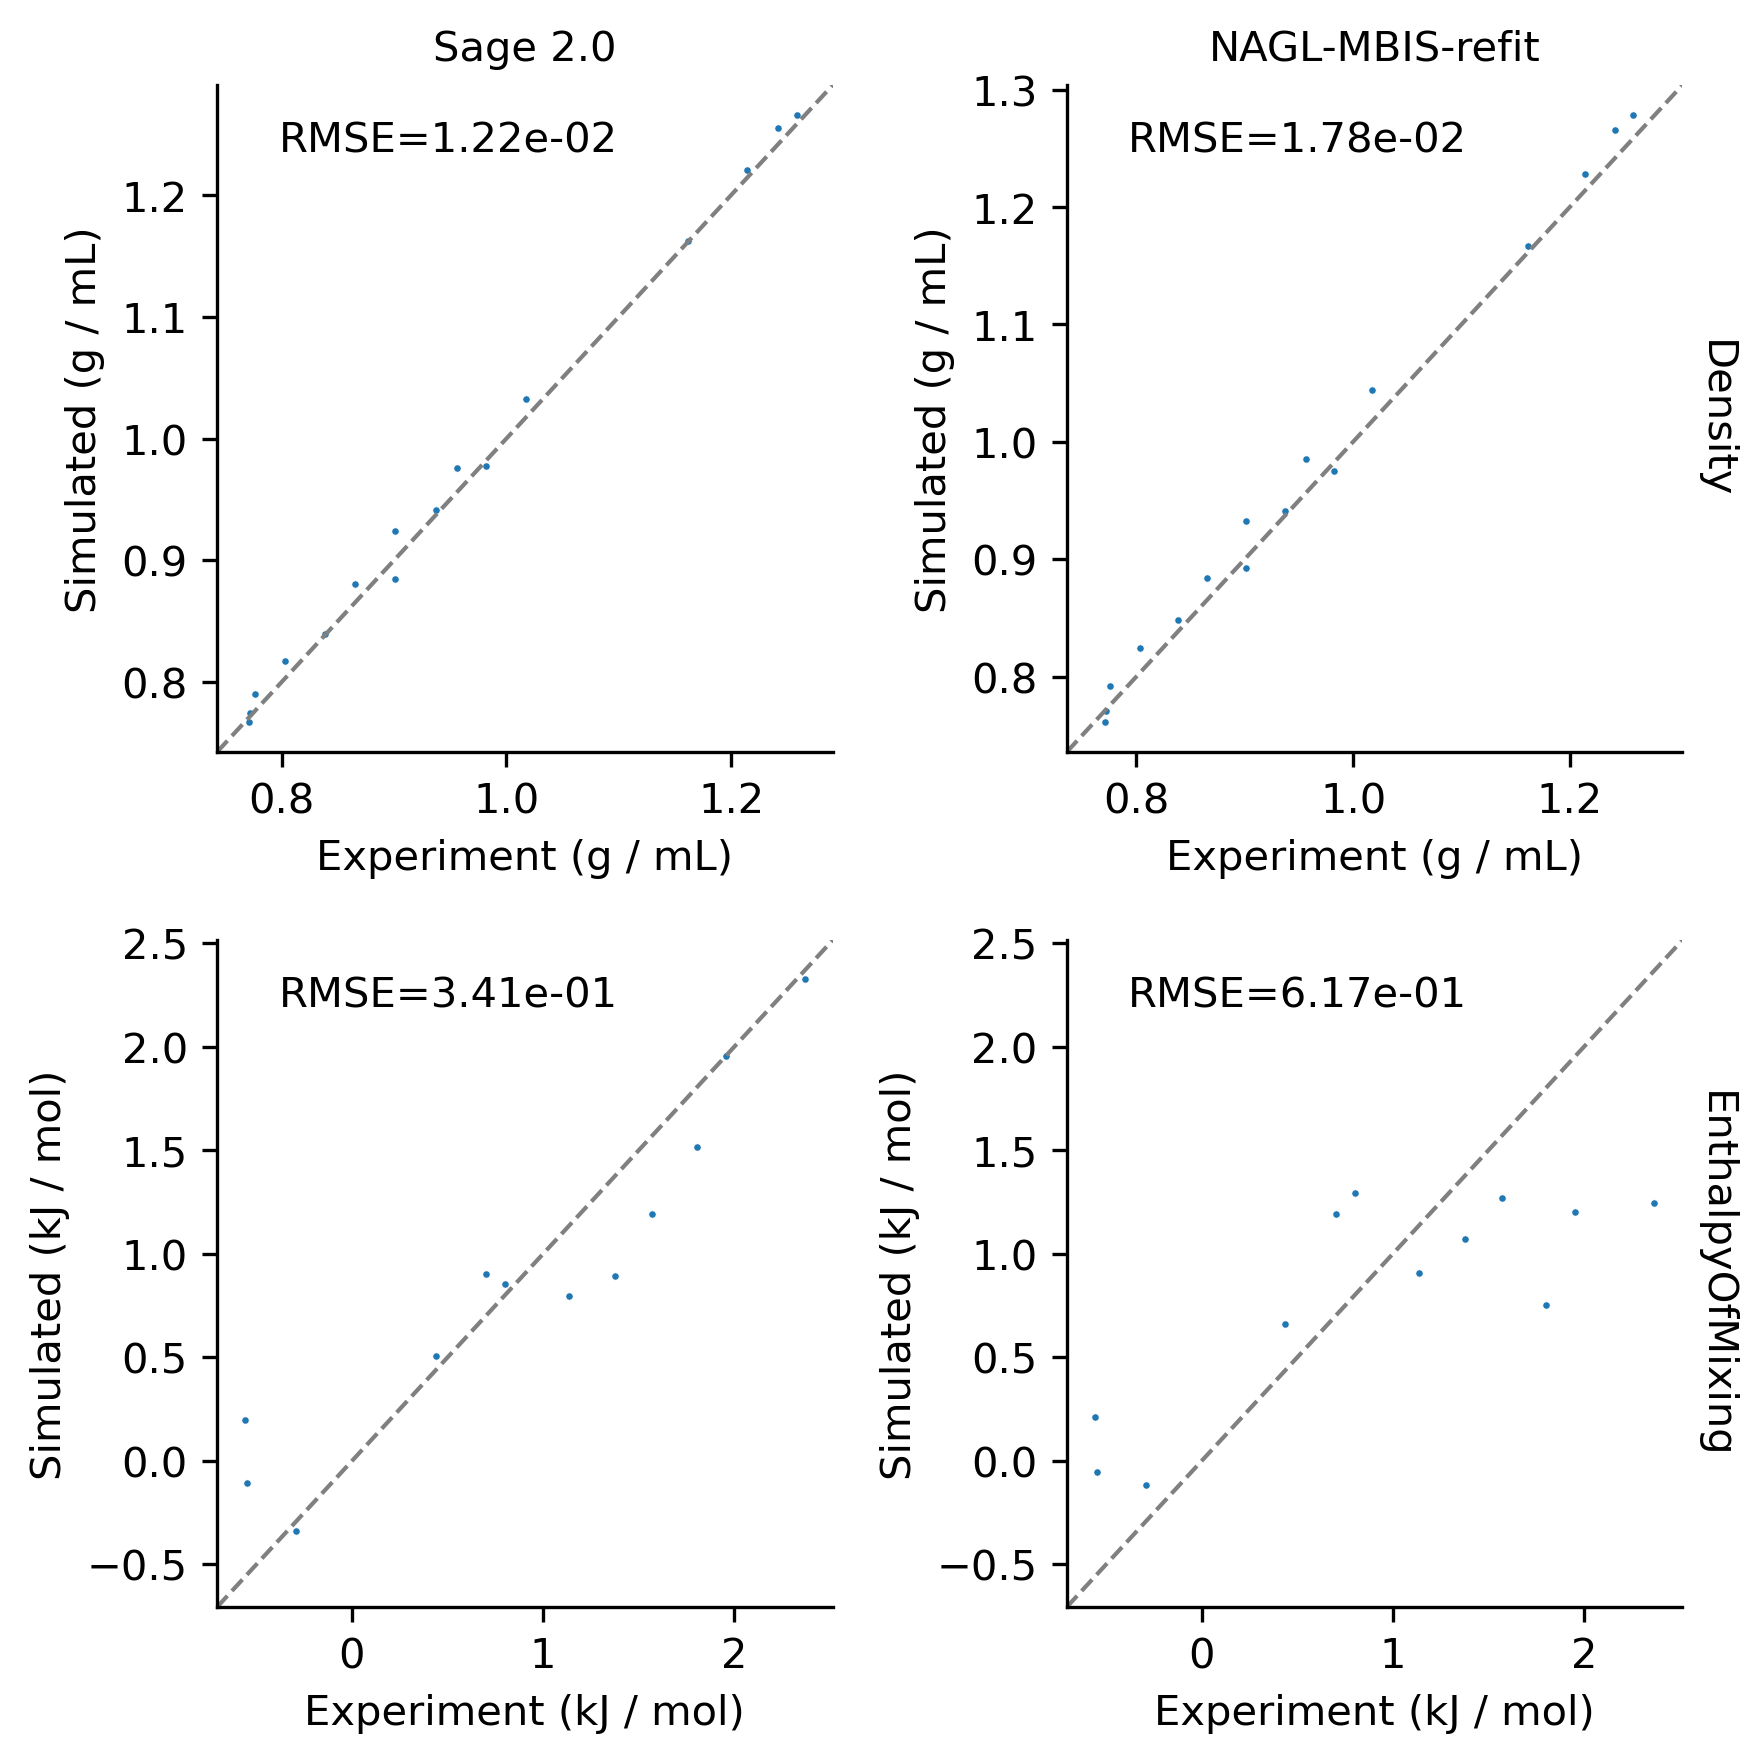 Sage 2.0
NAGL-MBIS-refit
RMSE=1.22e-02
Simulated (g / mL)
1.2
1.1
1.0
0.9
0.8
0.8 1.0 1.2
Experiment (g / mL)
RMSE=1.78e-02
Simulated (g / mL)
1.3
1.2
1.1
1.0
0.9
0.8
0.8 1.0 1.2
Experiment (g / mL)
Density
RMSE=3.41e-01
Simulated (kJ / mol)
2.5
2.0
1.5
1.0
0.5
0.0
−0.5
0 1 2
Experiment (kJ / mol)
RMSE=6.17e-01
Simulated (kJ / mol)
2.5
2.0
1.5
1.0
0.5
0.0
−0.5
0 1 2
Experiment (kJ / mol)
EnthalpyOfMixing